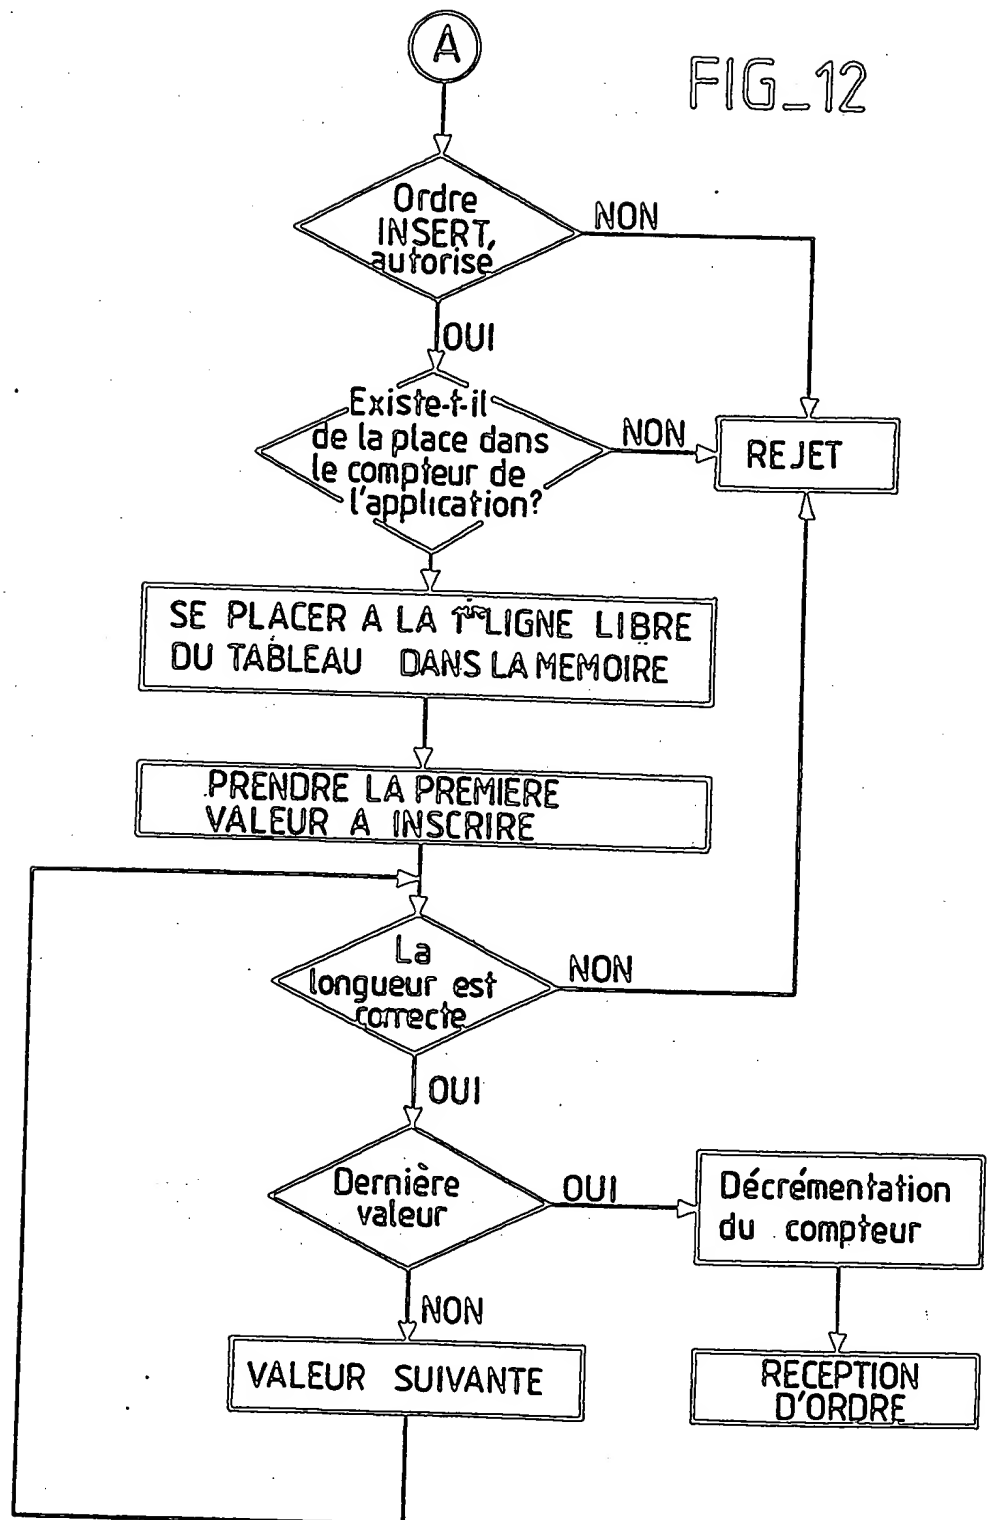 A
FIG_12
Ordre
INSERT,
autorisé
NON
OUI
Existe-t-il
de la place dans
le compteur de
l'application?
NON
REJET
SE PLACER A LA 1ère LIGNE LIBRE
DU TABLEAU DANS LA MEMOIRE
PRENDRE LA PREMIERE
VALEUR A INSCRIRE
La
longueur est
correcte
NON
OUI
Dernière
valeur
OUI
Décrémentation
du compteur
NON
VALEUR SUIVANTE
RECEPTION
D'ORDRE